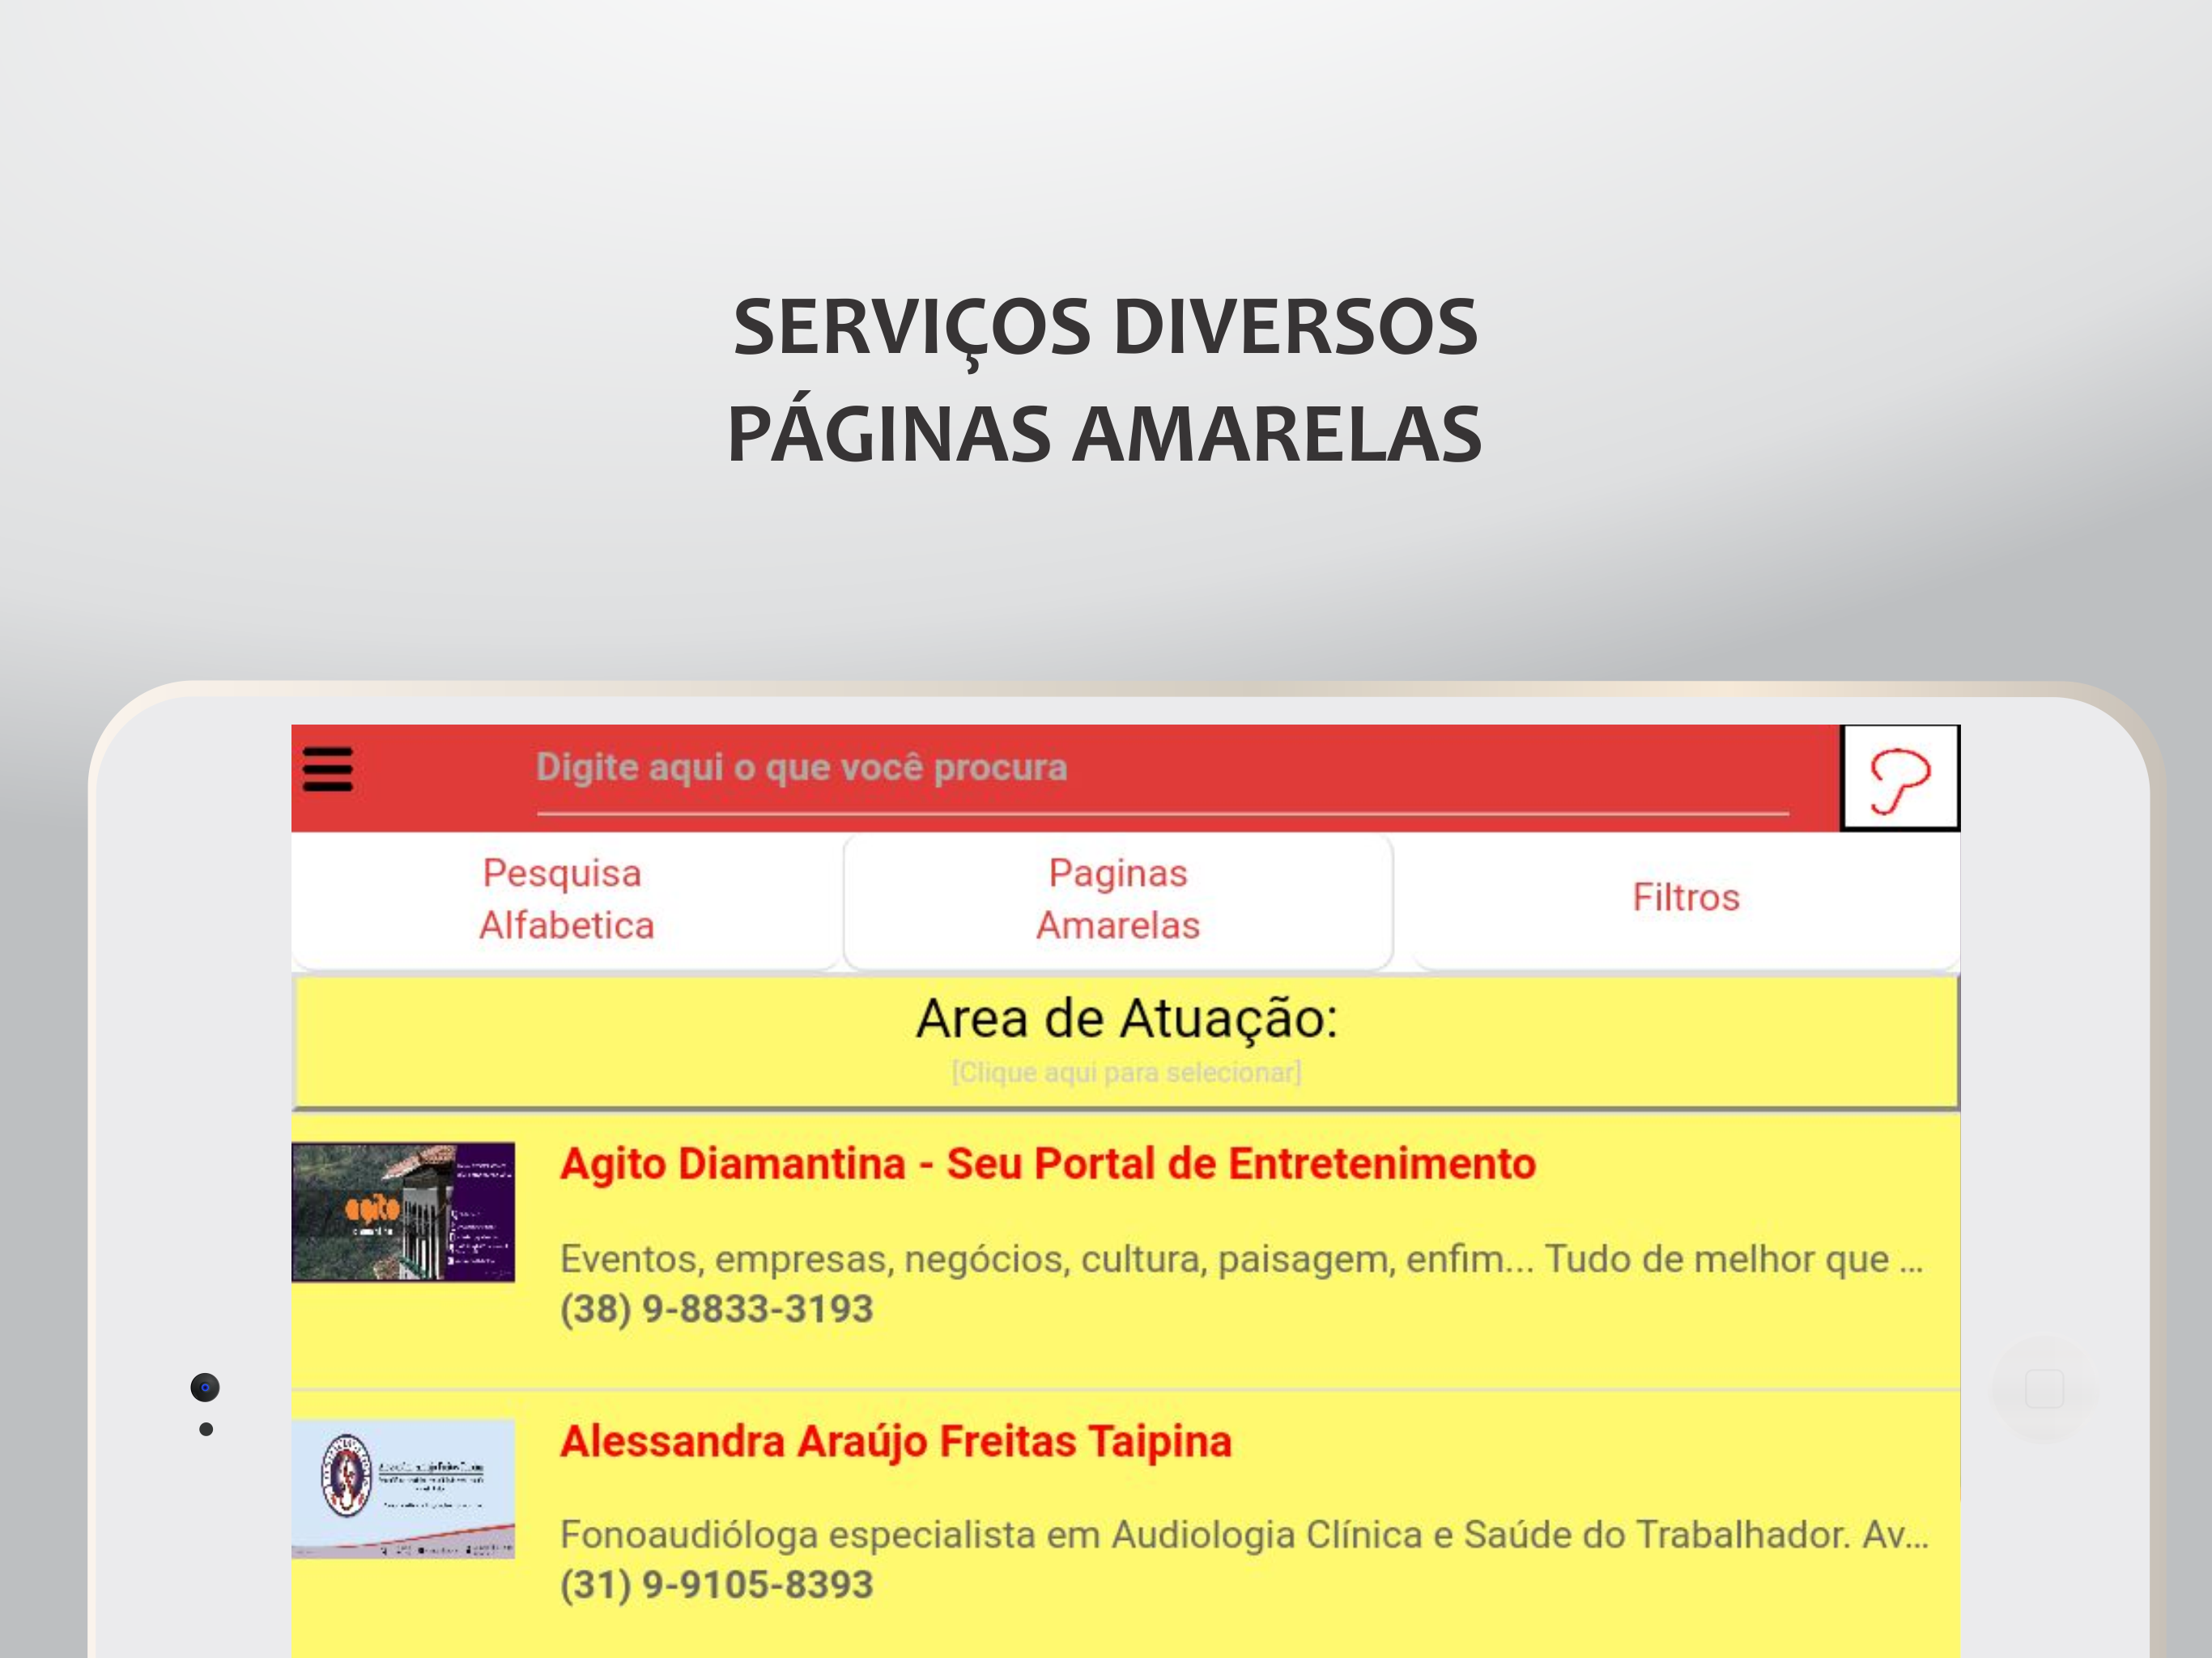 SERVIÇOS DIVERSOS
PÁGINAS AMARELAS
Digite aqui o que você procura
Pesquisa
Alfabetica
Paginas
Amarelas
Filtros
Area de Atuação:
[Clique aqui para selecionar]
Agito Diamantina - Seu Portal de Entretenimento
agito
Eventos, empresas, negócios, cultura, paisagem, enfim... Tudo de melhor que ...
(38) 9-8833-3193
Alessandra Araújo Freitas Taipina
Fonoaudióloga especialista em Audiologia Clínica e Saúde do Trabalhador. Av...
(31) 9-9105-8393